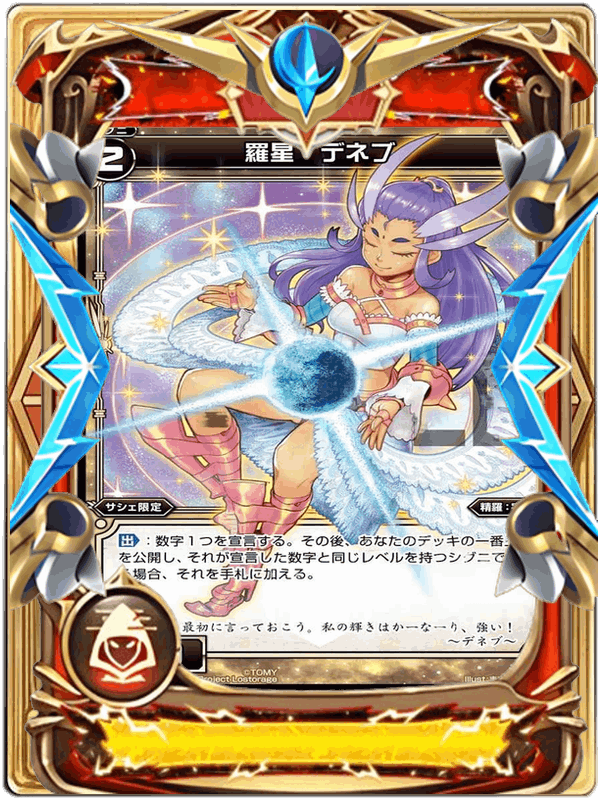 2
羅星 デネブ
サシェ限定
精羅:
出:数字1つを宣言する。その後、あなたのデッキの一番
を公開し、それが宣言した数字と同じレベルを持つシグニで
場合、それを手札に加える。
最初に言っておこう。私の輝きはかーなーり、強い!
〜デネブ〜
©TOMY
Project Lostorage
Illust